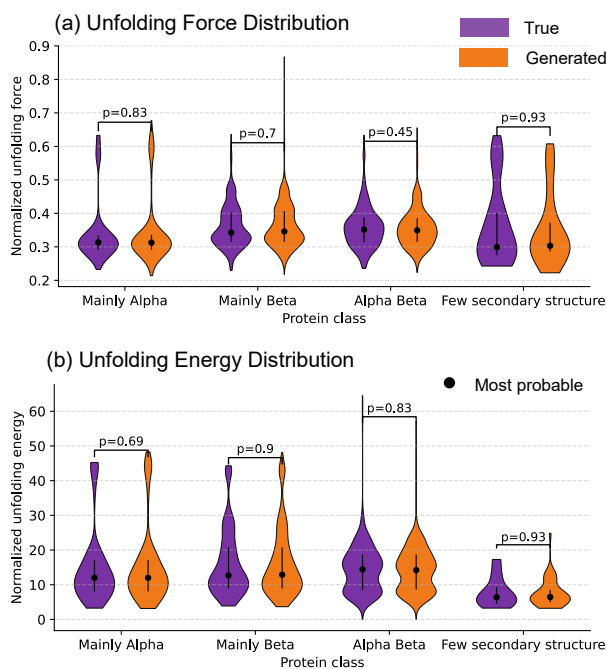 (a) Unfolding Force Distribution
True
Generated
0.9
0.8
0.7
0.6
0.5
0.4
0.3
0.2
Normalized unfolding force
p=0.83
p=0.7
p=0.45
p=0.93
Mainly Alpha
Mainly Beta
Alpha Beta
Few secondary structure
Protein class
(b) Unfolding Energy Distribution
Most probable
60
50
40
30
20
10
0
Normalized unfolding energy
p=0.69
p=0.9
p=0.83
p=0.93
Mainly Alpha
Mainly Beta
Alpha Beta
Few secondary structure
Protein class